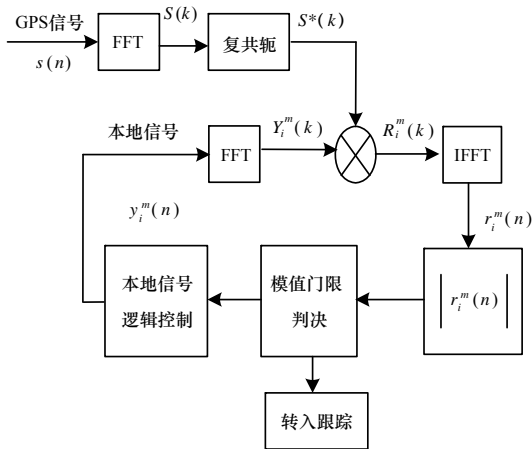 GPS信号
s(n)
FFT
S(k)
复共轭
S*(k)
本地信号
FFT
Y_i^m(k)
R_i^m(k)
IFFT
y_i^m(n)
r_i^m(n)
本地信号
逻辑控制
模值门限
判决
|r_i^m(n)|
转入跟踪